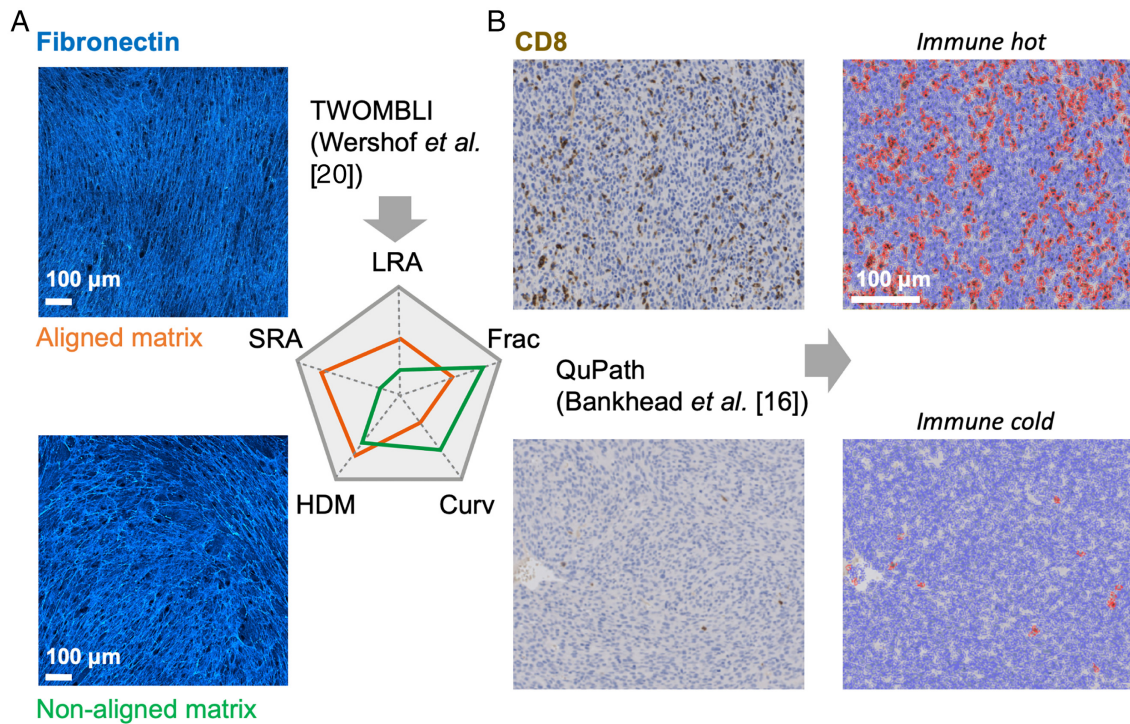 A
Fibronectin
100 µm
Aligned matrix
TWOMBLI
(Wershof et al.
[20])
LRA
SRA
Frac
HDM
Curv
100 µm
Non-aligned matrix
B
CD8
Immune hot
100 µm
QuPath
(Bankhead et al. [16])
Immune cold